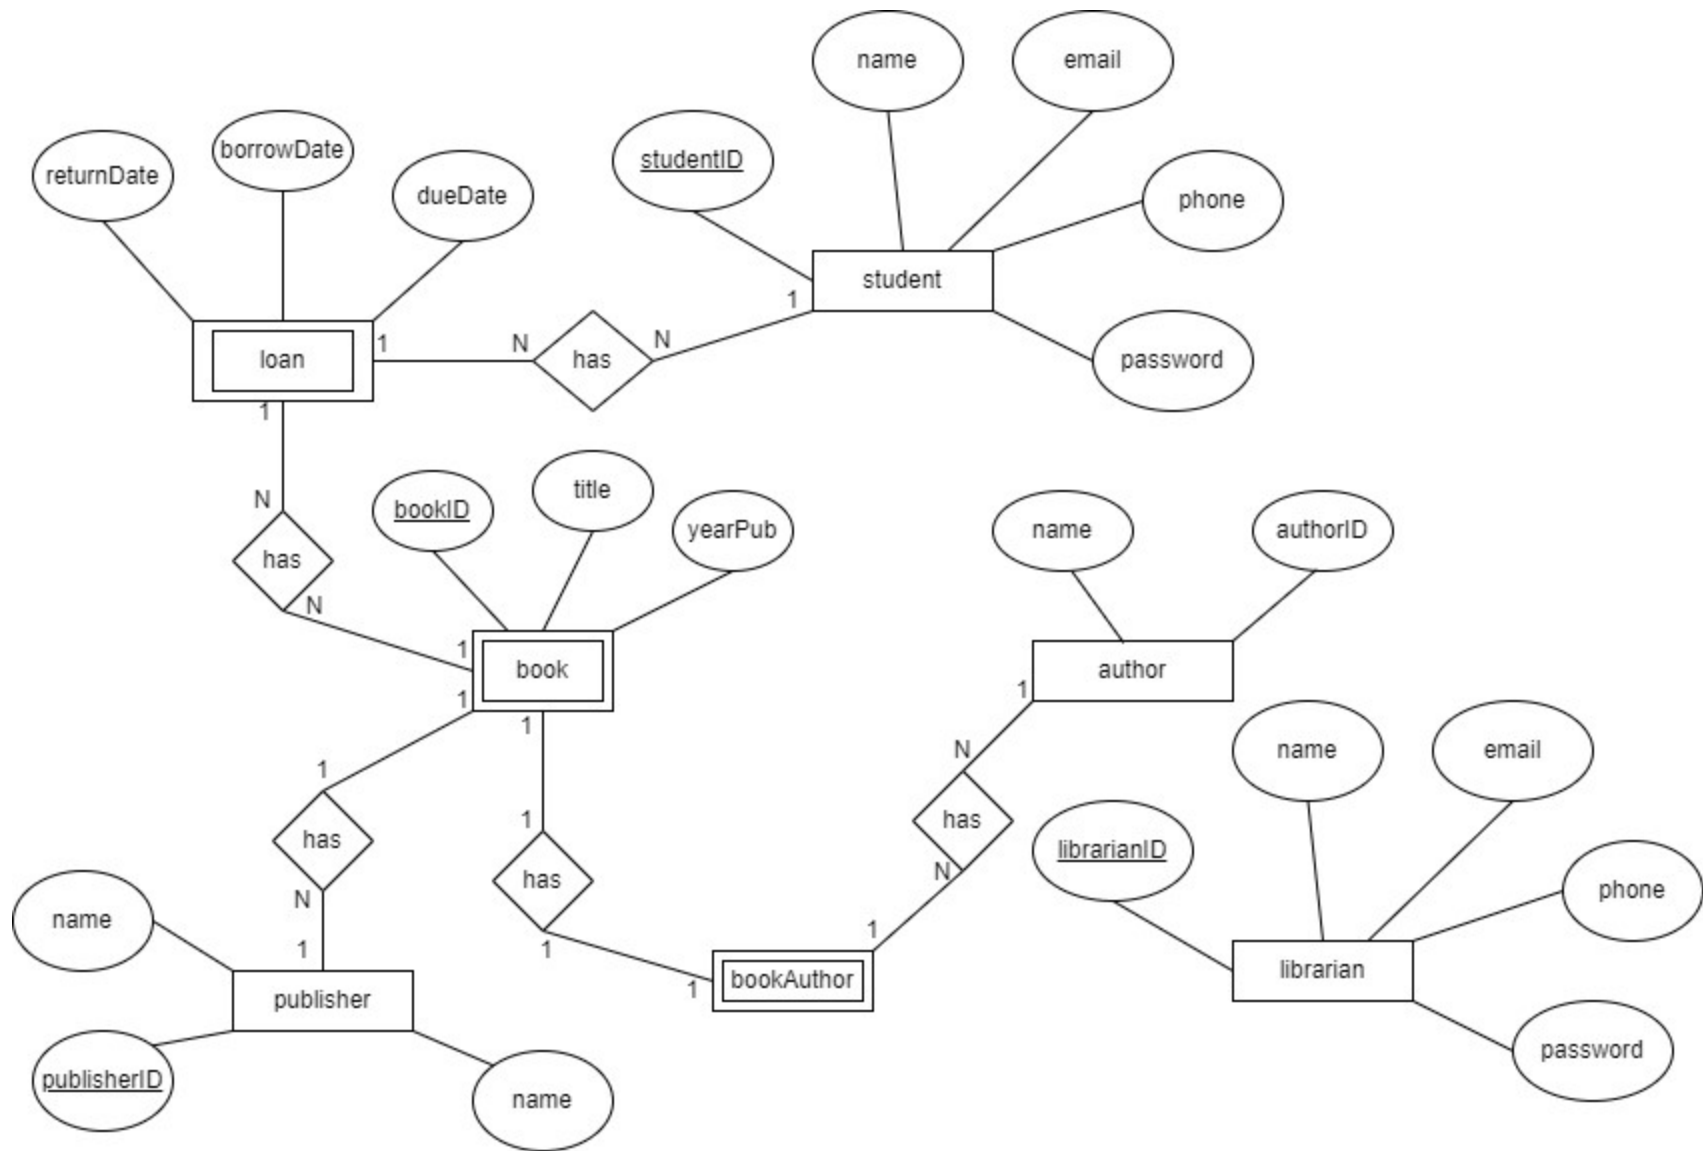 name
email
borrowDate
returnDate
studentID
dueDate
phone
student
1
1
N
N
loan
has
password
1
title
N
bookID
yearPub
name
authorID
has
N
1
book
author
1
1
1
1
N
name
email
1
1
has
has
librarianID
N
has
phone
N
name
1
1
1
bookAuthor
1
librarian
publisher
password
publisherID
name